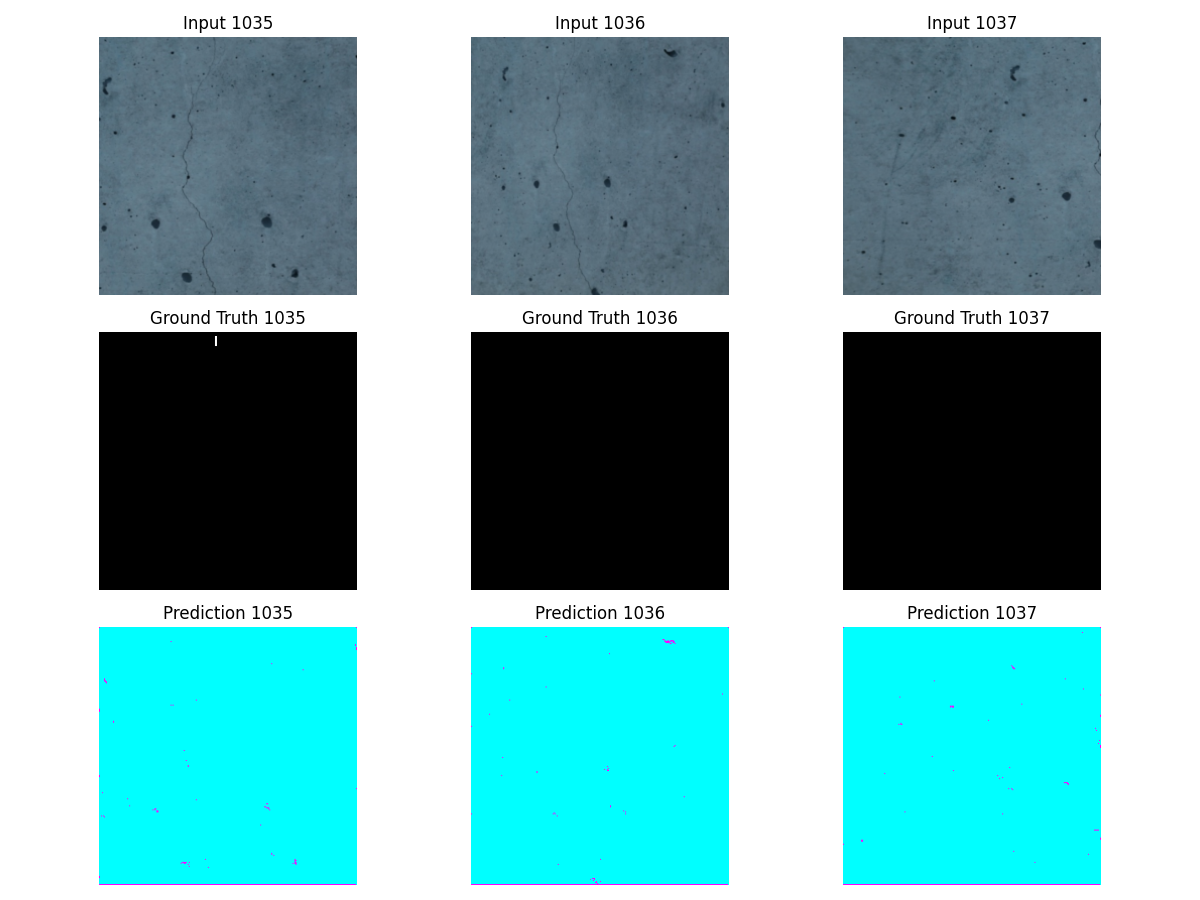 Input 1035
Input 1036
Input 1037
Ground Truth 1035
Ground Truth 1036
Ground Truth 1037
Prediction 1035
Prediction 1036
Prediction 1037